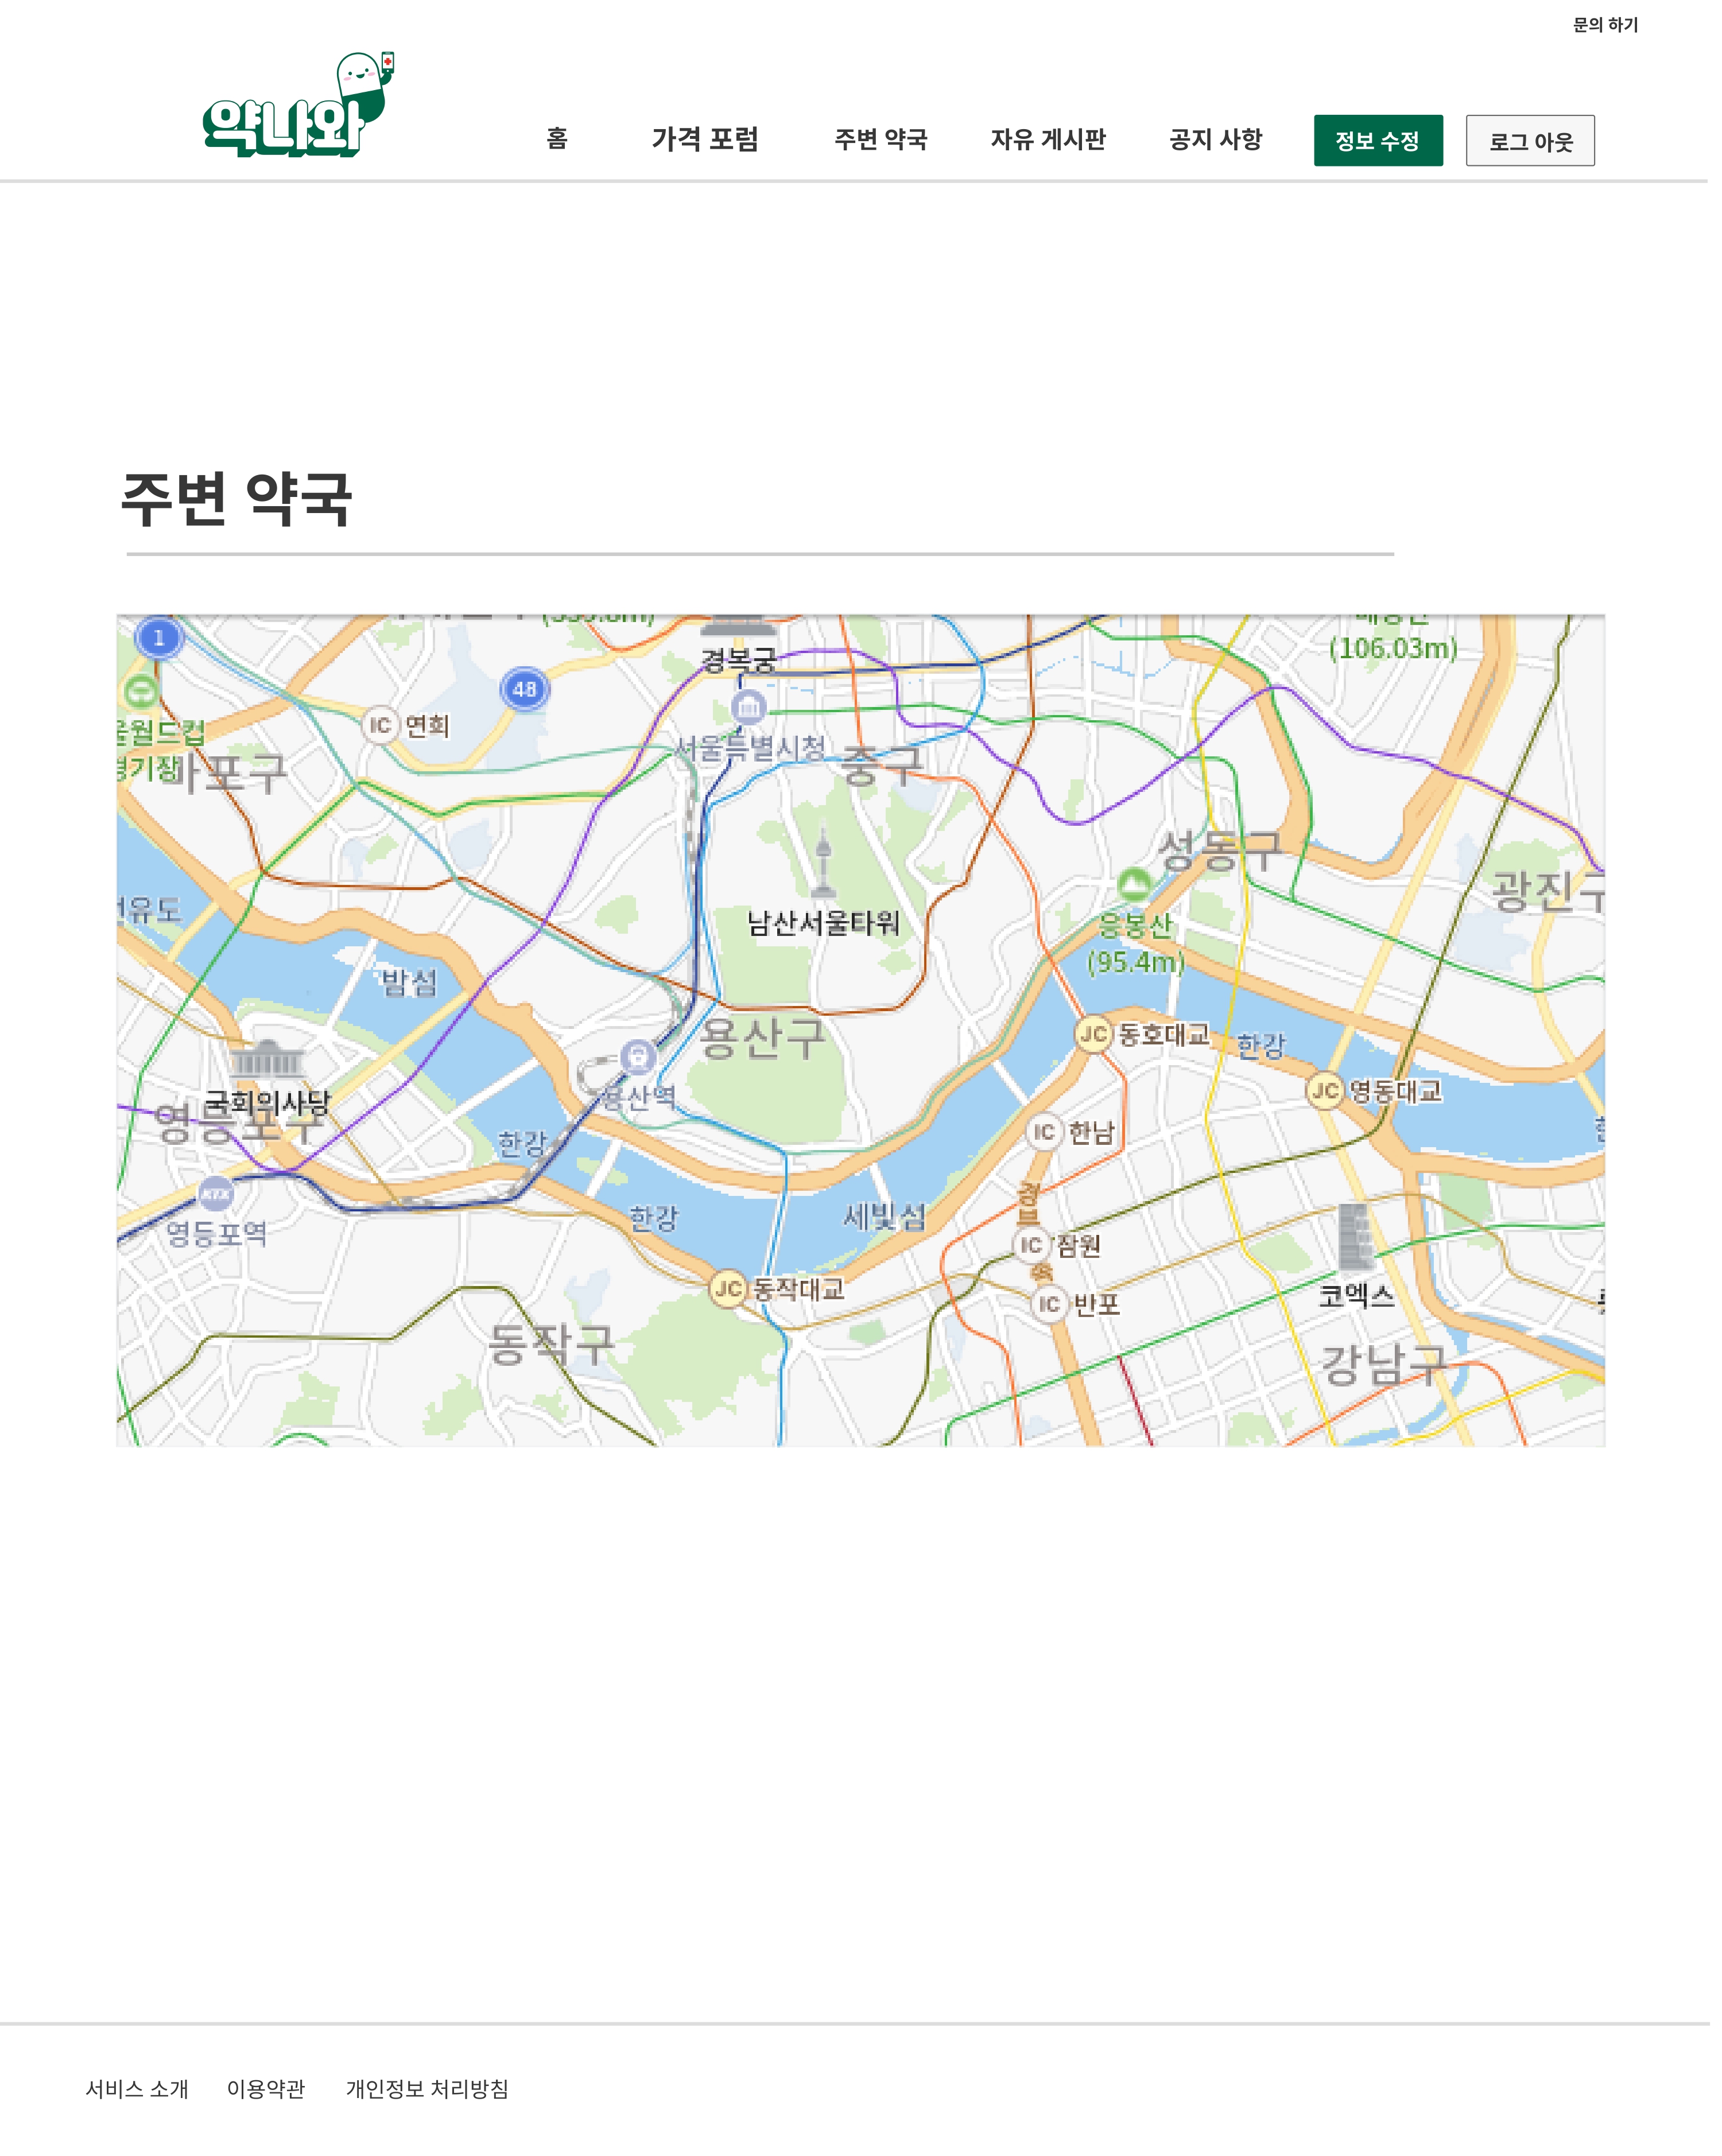 문의 하기
약나와
홈 가격 포럼 주변 약국 자유 게시판 공지 사항 정보 수정 로그 아웃
주변 약국
1
경복궁
(106.03m)
48
IC 연희
서울특별시청
중구
성동구
남산서울타워
응봉산
(95.4m)
밤섬
용산구
JC 동호대교
한강
국회의사당
영등포구
용산역
JC 영동대교
한강
IC 한남
KTX
영등포역
한강
세빛섬
IC 잠원
JC 동작대교
IC 반포
코엑스
동작구
강남구
서비스 소개 이용약관 개인정보 처리방침